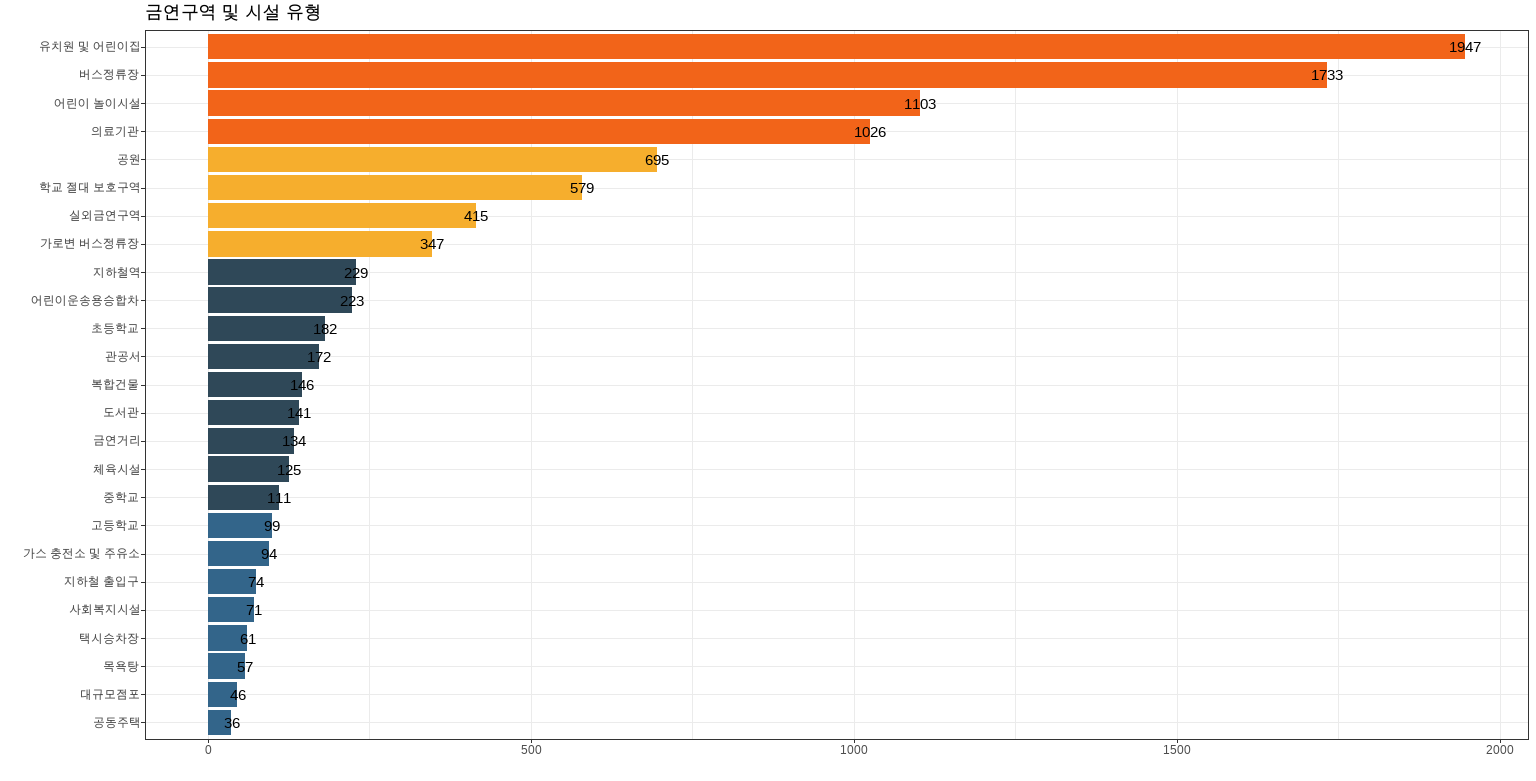 금연구역 및 시설 유형
유치원 및 어린이집 1947
버스정류장 1733
어린이 놀이시설 1103
의료기관 1026
공원 695
학교 절대 보호구역 579
실외금연구역 415
가로변 버스정류장 347
지하철역 229
어린이운송용승합차 223
초등학교 182
관공서 172
복합건물 146
도서관 141
금연거리 134
체육시설 125
중학교 111
고등학교 99
가스 충전소 및 주유소 94
지하철 출입구 74
사회복지시설 71
택시승차장 61
목욕탕 57
대규모점포 46
공동주택 36
0 500 1000 1500 2000